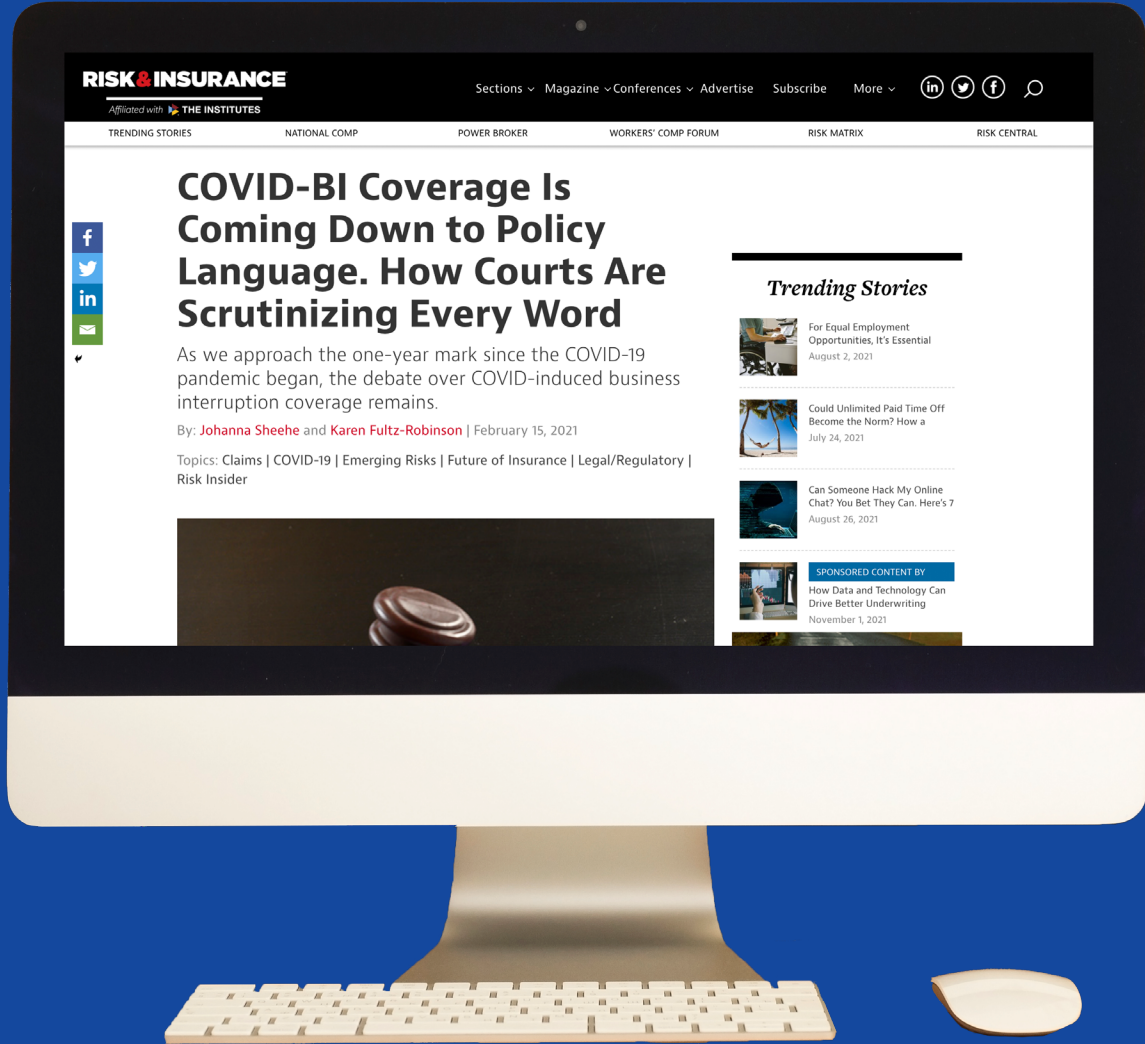 RISK&INSURANCE
Affiliated with THE INSTITUTES
Sections Magazine Conferences Advertise Subscribe More
TRENDING STORIES NATIONAL COMP POWER BROKER WORKERS' COMP FORUM RISK MATRIX RISK CENTRAL
COVID-BI Coverage Is
Coming Down to Policy
Language. How Courts Are
Scrutinizing Every Word
As we approach the one-year mark since the COVID-19
pandemic began, the debate over COVID-induced business
interruption coverage remains.
By: Johanna Sheehe and Karen Fultz-Robinson | February 15, 2021
Topics: Claims | COVID-19 | Emerging Risks | Future of Insurance | Legal/Regulatory |
Risk Insider
Trending Stories
For Equal Employment
Opportunities, It's Essential
August 2, 2021
Could Unlimited Paid Time Off
Become the Norm? How a
July 24, 2021
Can Someone Hack My Online
Chat? You Bet They Can. Here's 7
August 26, 2021
SPONSORED CONTENT BY
How Data and Technology Can
Drive Better Underwriting
November 1, 2021